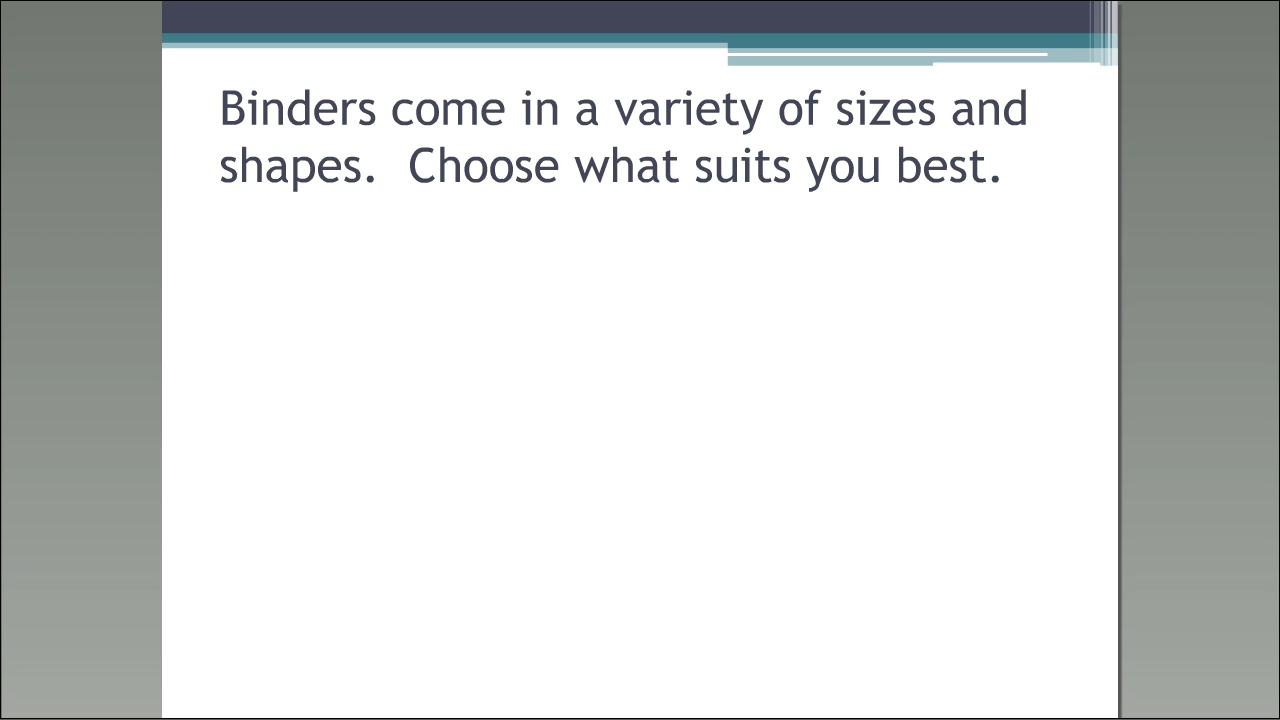 Binders come in a variety of sizes and
shapes.  Choose what suits you best.